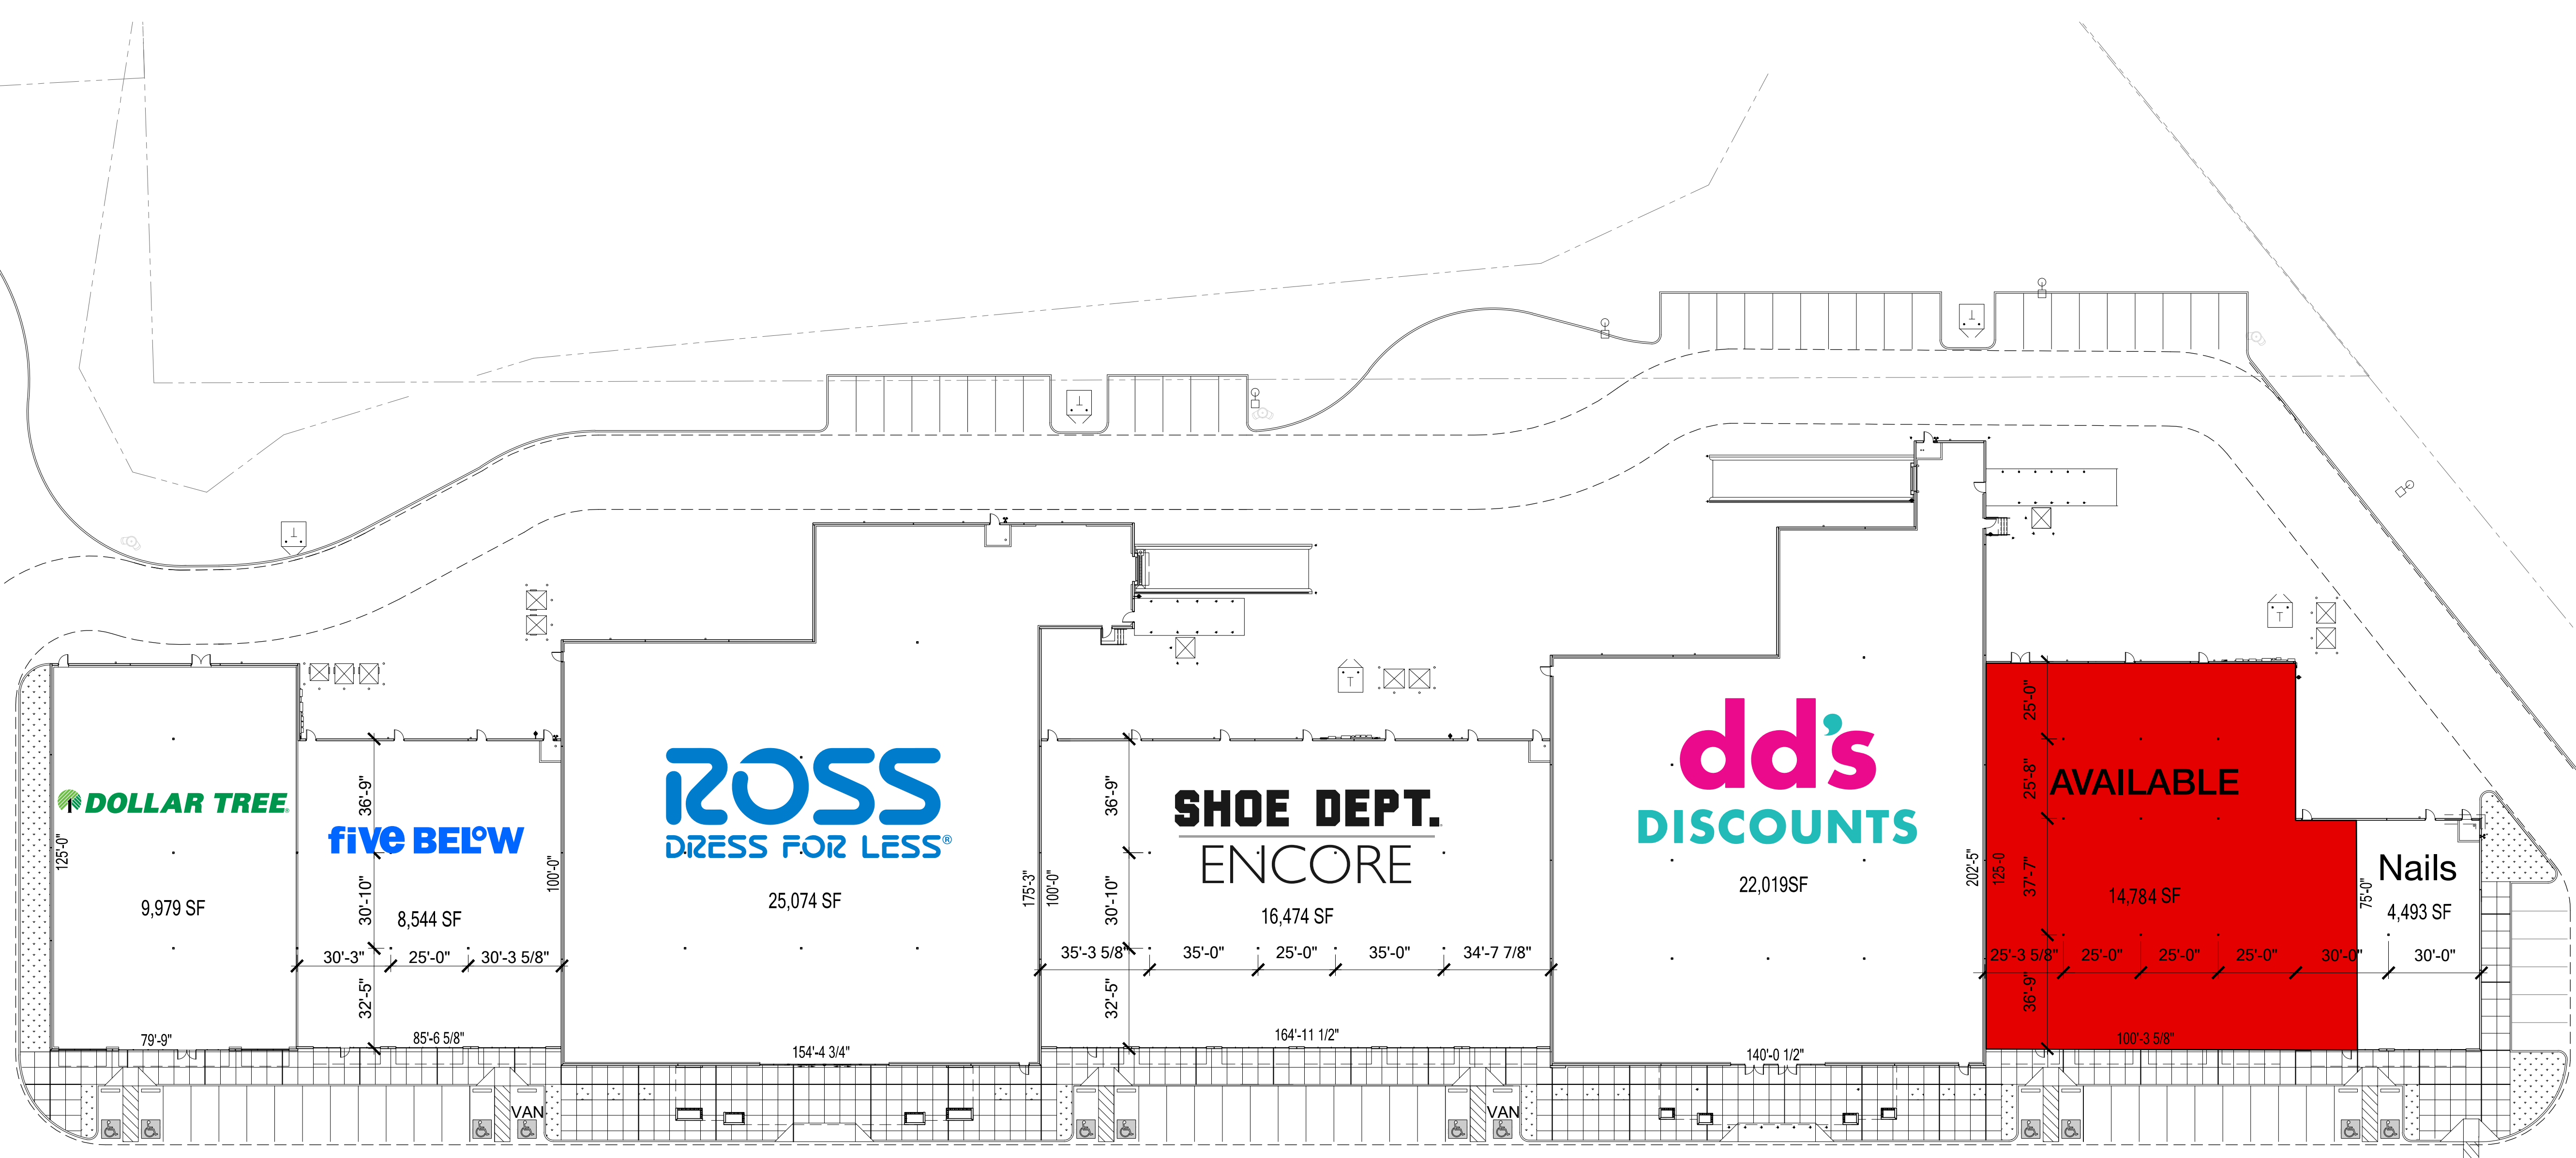 DOLLAR TREE
125'-0"
9,979 SF
79'-9"
five BELOW
36'-9"
30'-10"
32'-5"
100'-0"
8,544 SF
30'-3"
25'-0"
30'-3 5/8"
85'-6 5/8"
VAN
ROSS
DRESS FOR LESS®
25,074 SF
175'-3"
154'-4 3/4"
100'-0"
36'-9"
30'-10"
32'-5"
SHOE DEPT.
ENCORE
16,474 SF
35'-3 5/8"
35'-0"
25'-0"
35'-0"
34'-7 7/8"
164'-11 1/2"
VAN
dd's
DISCOUNTS
22,019SF
202'-5"
140'-0 1/2"
125'-0
25'-0"
25'-8"
37'-7"
36'-9"
AVAILABLE
14,784 SF
25'-3 5/8"
25'-0"
25'-0"
25'-0"
30'-0"
30'-0"
100'-3 5/8"
Nails
75'-0"
4,493 SF
T
T
T
T
T